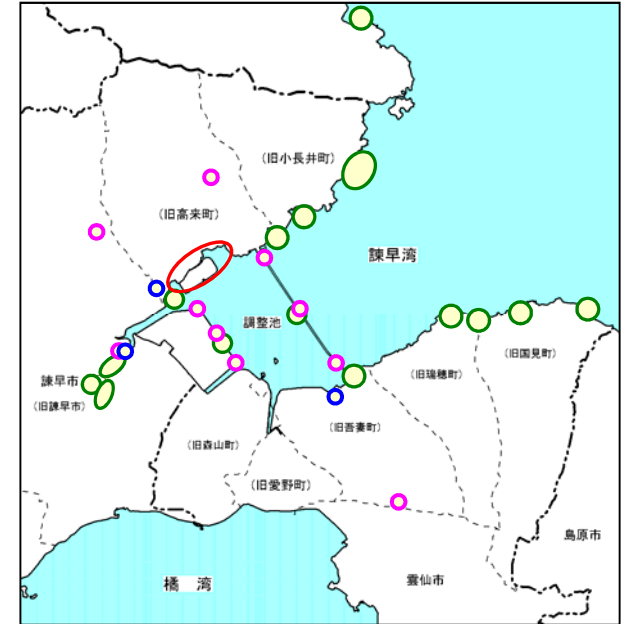 （旧小長井町）
（旧高来町）
諫早湾
調整池
（旧国見町）
（旧瑞穂町）
諫早市
（旧諫早市）
（旧吾妻町）
（旧森山町）
（旧愛野町）
島原市
橘　湾
雲仙市